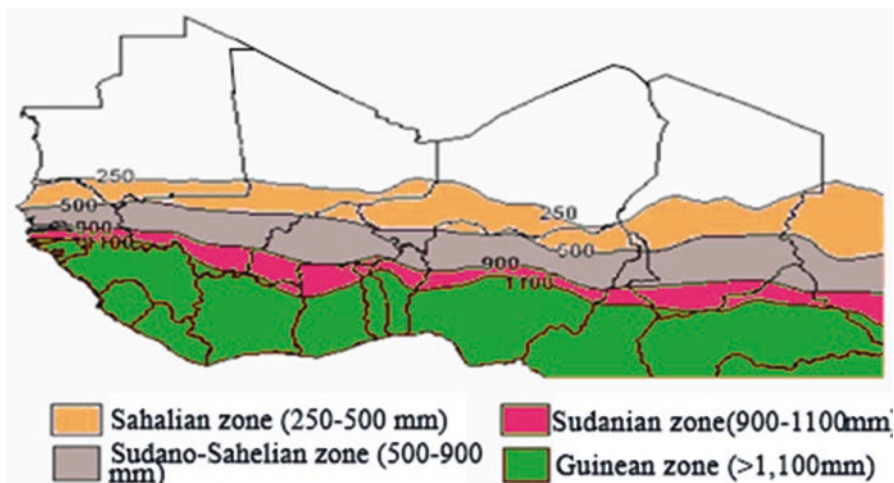 250
500
900
1100
250
500
900
1100
Sahalian zone (250-500 mm)
Sudano-Sahelian zone (500-900
mm)
Sudanian zone(900-1100mm)
Guinean zone (>1,100mm)